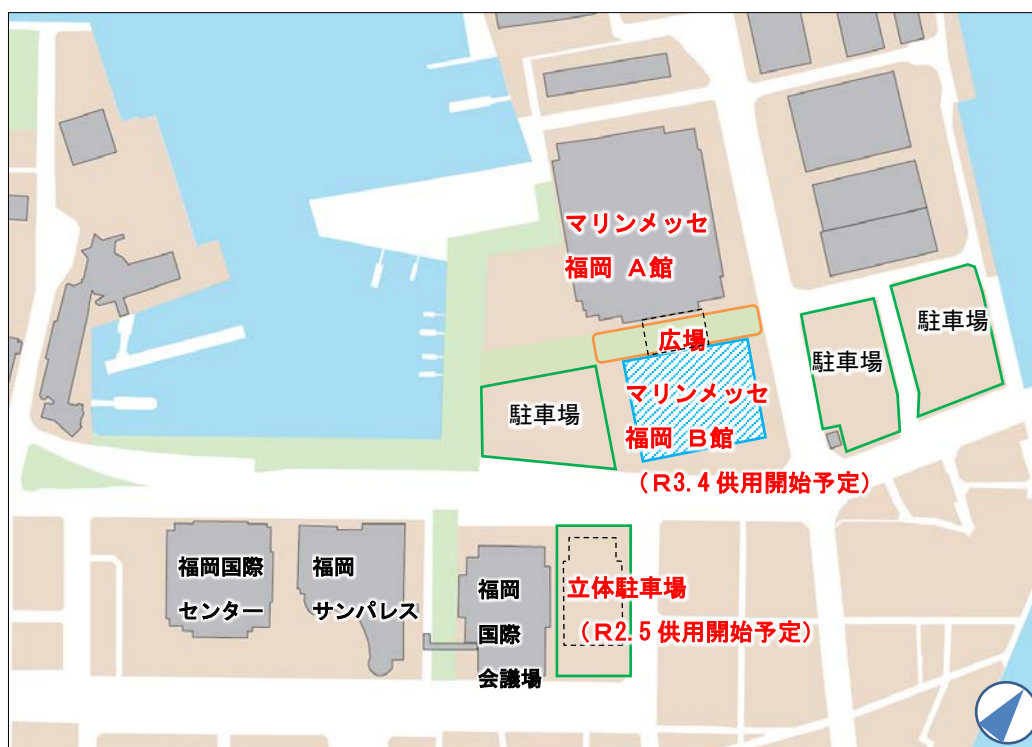 マリンメッセ
福岡 A館
広場
駐車場
駐車場
駐車場
マリンメッセ
福岡 B館
(R3.4供用開始予定)
福岡国際
センター
福岡
サンパレス
福岡
国際
会議場
立体駐車場
(R2.5供用開始予定)